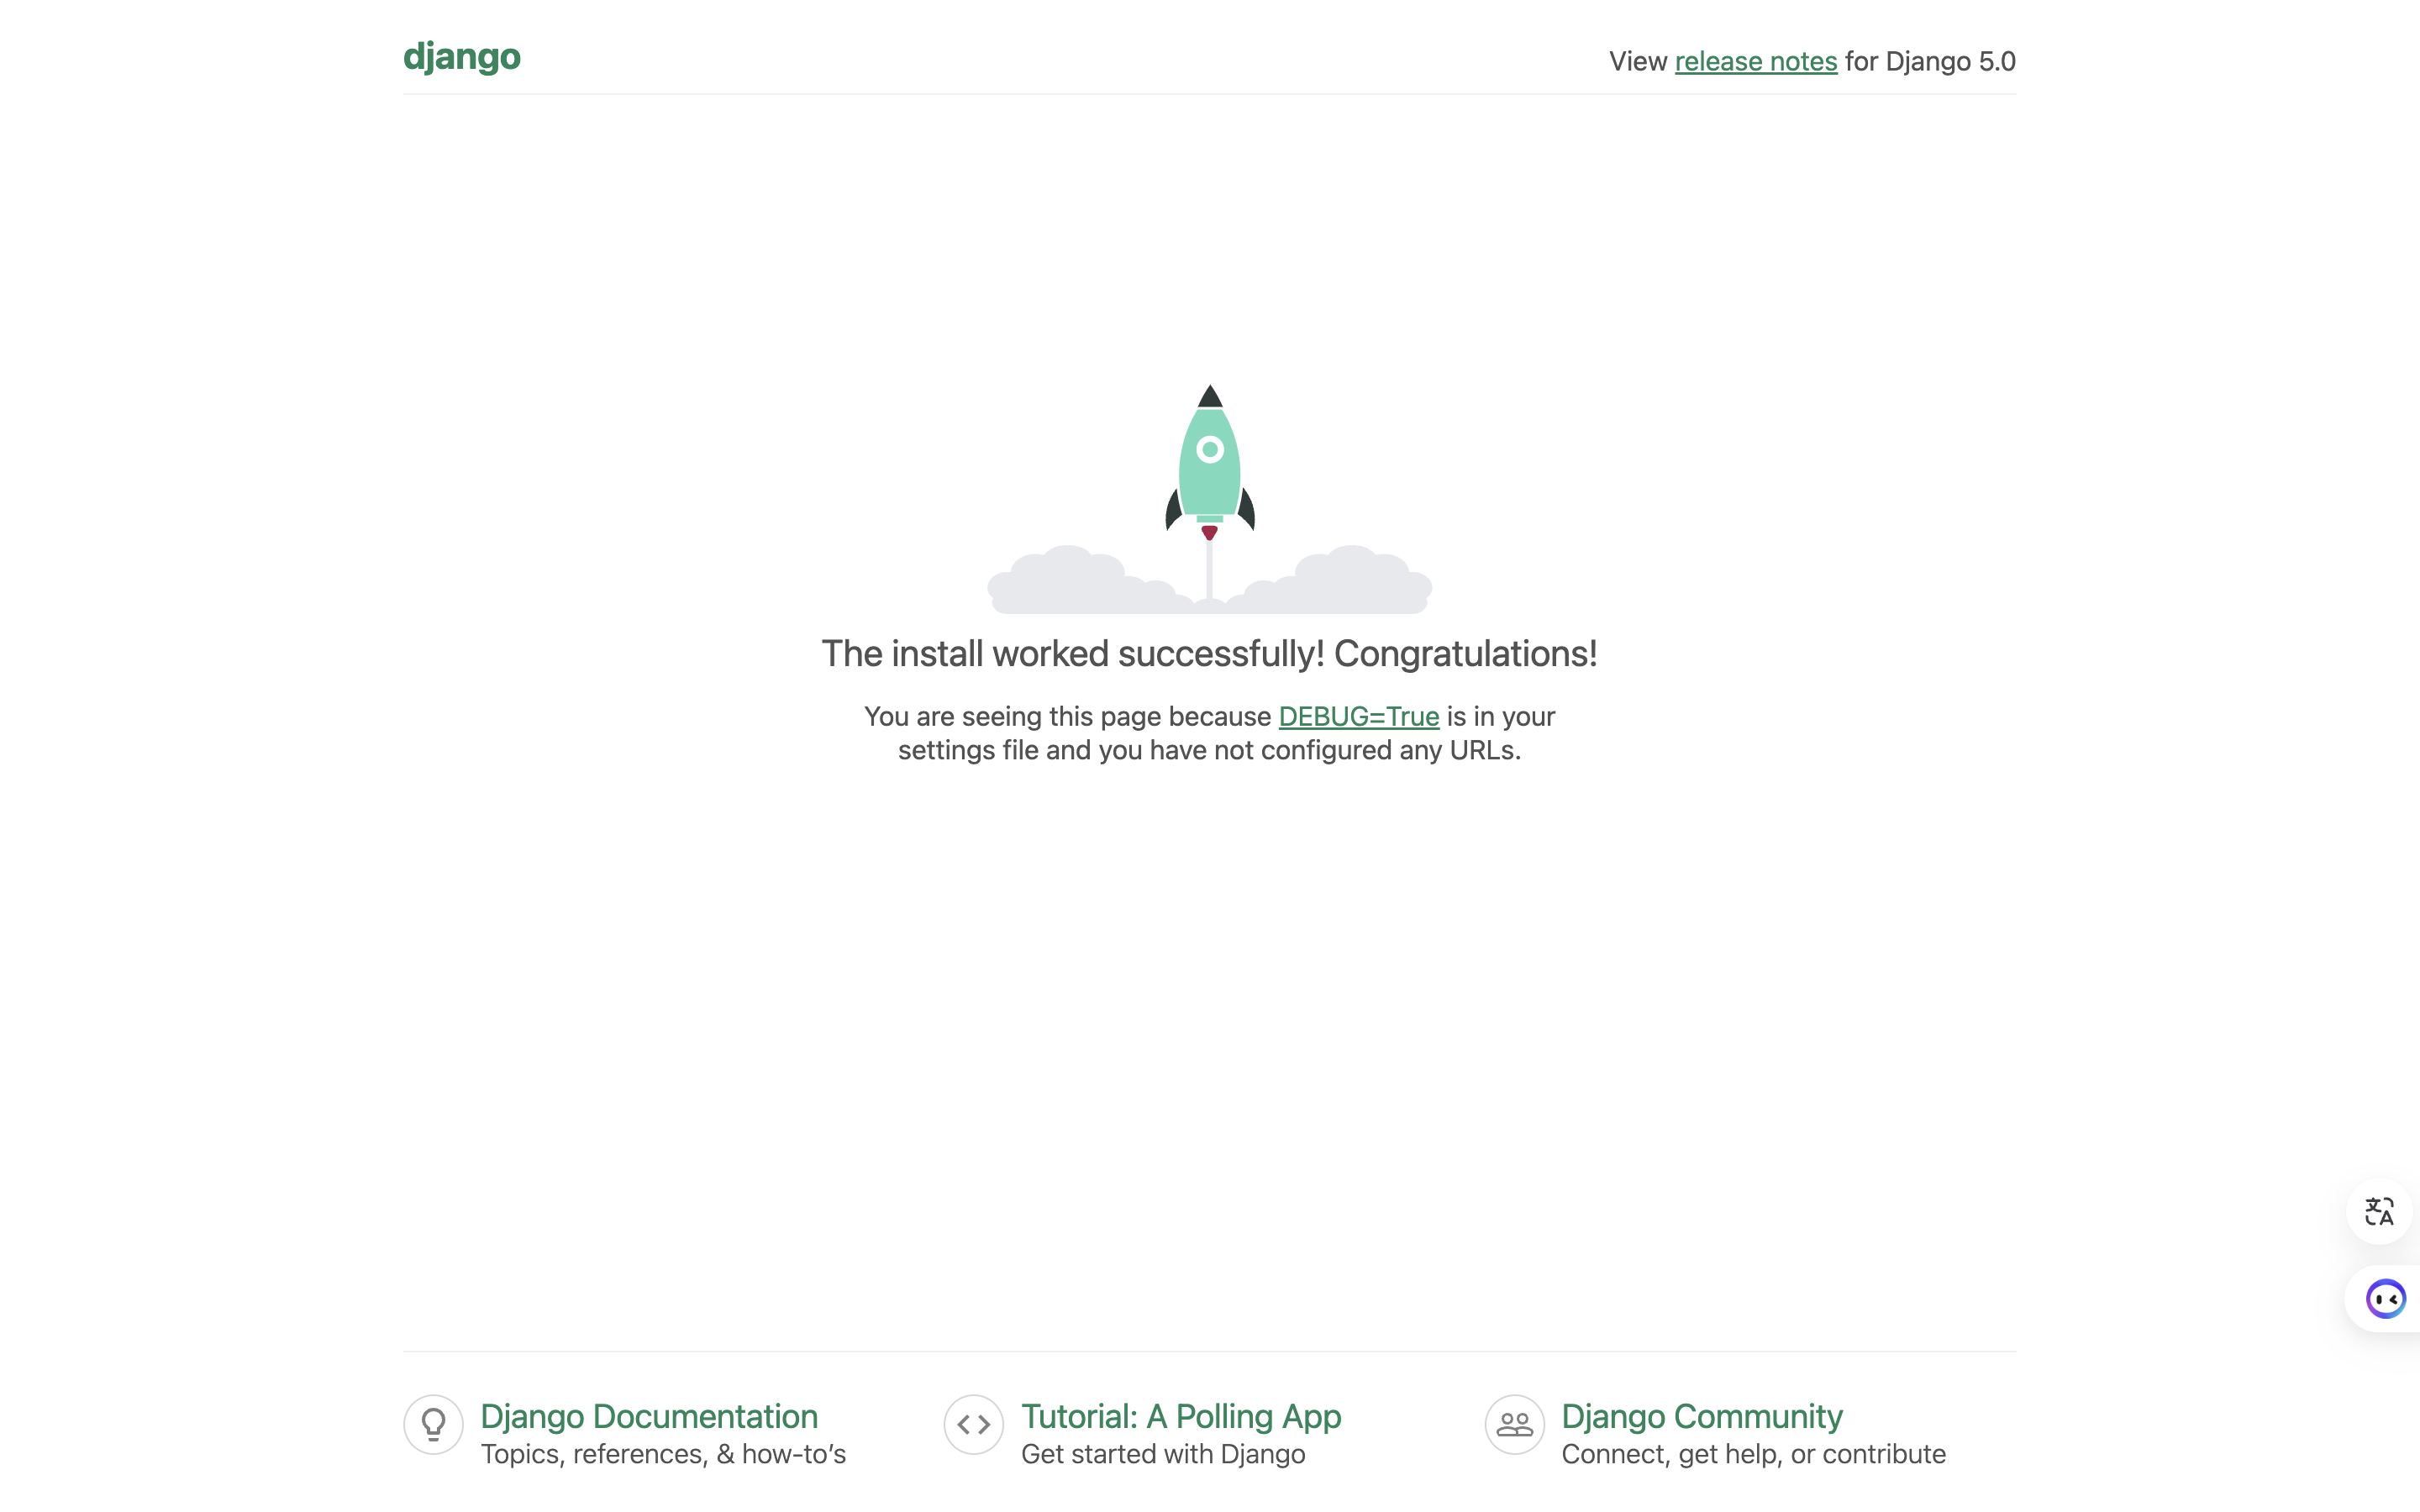 django
View release notes for Django 5.0
The install worked successfully! Congratulations!
You are seeing this page because DEBUG=True is in your
settings file and you have not configured any URLs.
文A
Django Documentation
Topics, references, & how-to’s
Tutorial: A Polling App
Get started with Django
Django Community
Connect, get help, or contribute